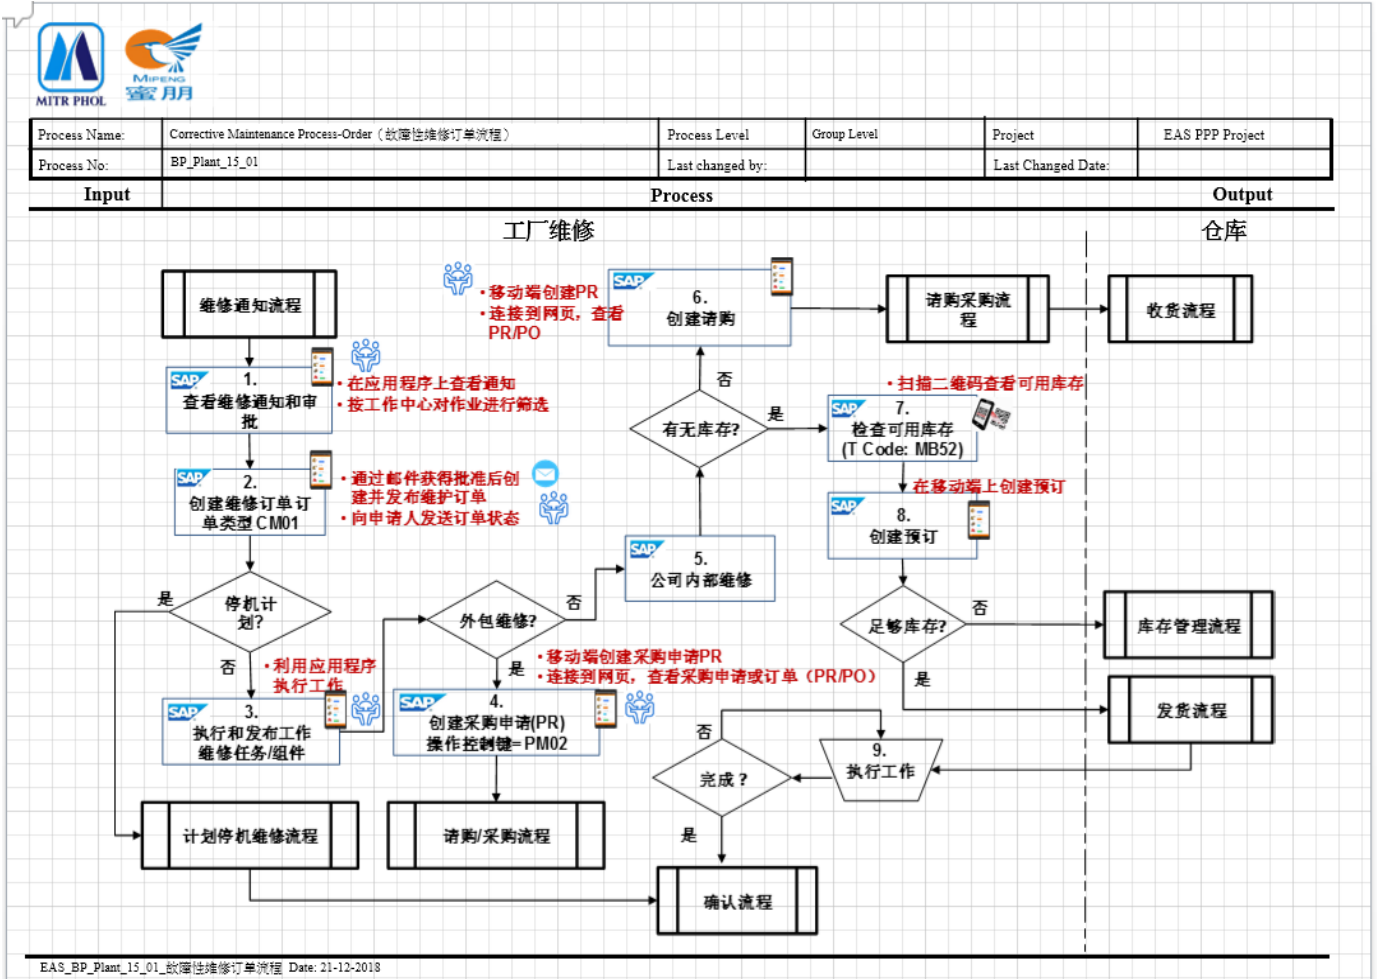 MITR PHOL
MIPENG
蜜朋
Process Name:
Corrective Maintenance Process-Order（故障性维修订单流程）
Process Level
Group Level
Project
EAS PPP Project
Process No:
BP_Plant_15_01
Last changed by:
Last Changed Date:
Input
Process
Output
工厂维修
仓库
维修通知流程
SAP
1.
查看维修通知和审
批
• 在应用程序上查看通知
• 按工作中心对作业进行筛选
SAP
2.
创建维修订单订
单类型 CM01
• 通过邮件获得批准后创
建并发布维护订单
• 向申请人发送订单状态
停机计
划?
是
否
• 利用应用程序
执行工作
SAP
3.
执行和发布工作
维修任务/组件
计划停机维修流程
外包维修?
否
是
• 移动端创建采购申请PR
• 连接到网页，查看采购申请或订单（PR/PO）
SAP
4.
创建采购申请(PR)
操作控制键= PM02
请购/采购流程
SAP
5.
公司内部维修
有无库存?
否
是
• 移动端创建PR
• 连接到网页，查看
PR/PO
SAP
6.
创建请购
请购采购流
程
收货流程
• 扫描二维码查看可用库存
SAP
7.
检查可用库存
(T Code: MB52)
在移动端上创建预订
SAP
8.
创建预订
足够库存?
否
是
库存管理流程
发货流程
9.
执行工作
完成？
否
是
确认流程
EAS_BP_Plant_15_01_故障性维修订单流程 Date: 21-12-2018